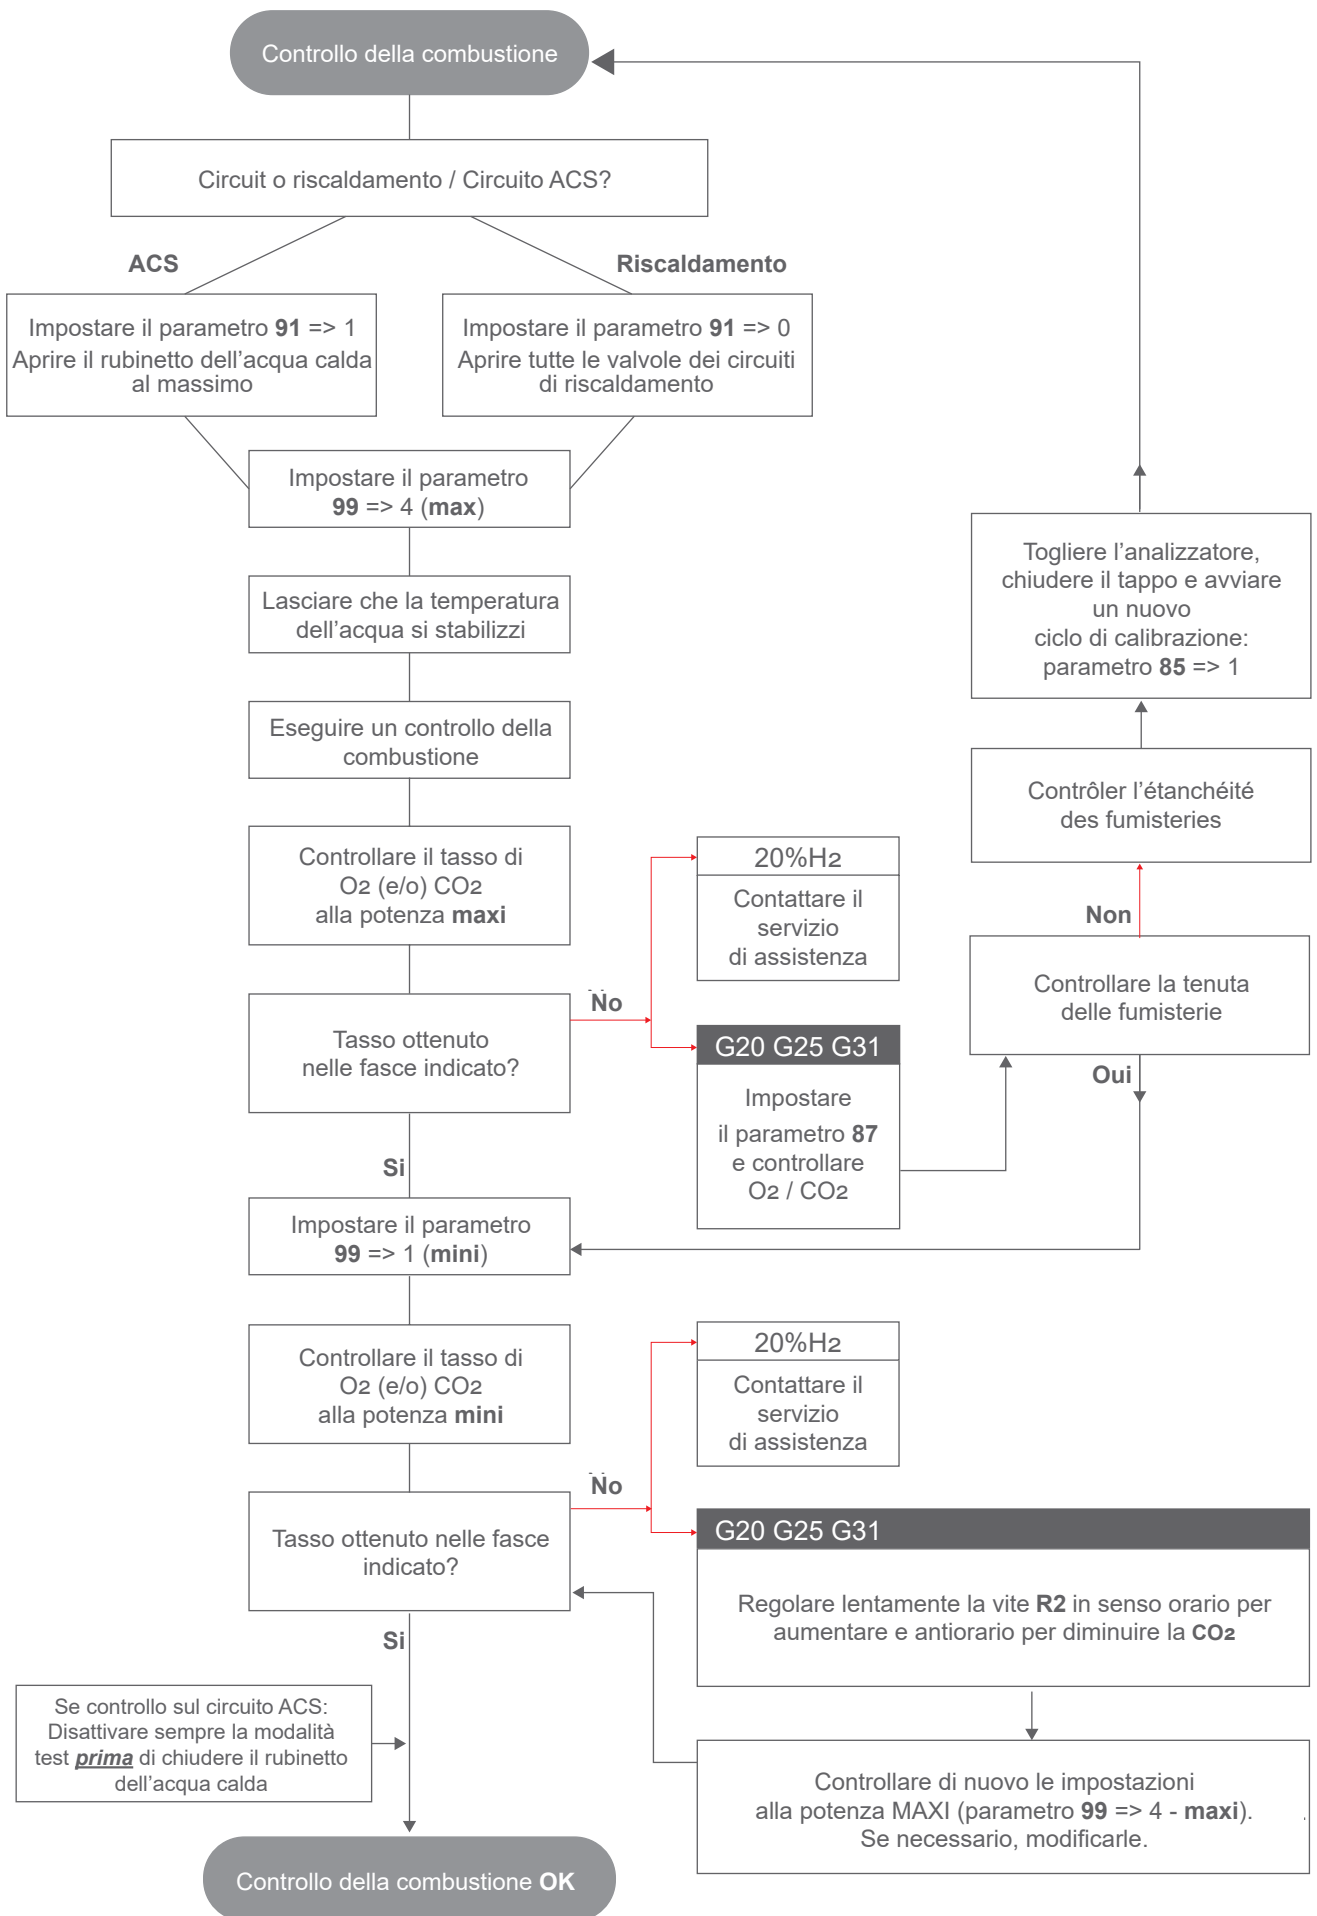 Controllo della combustione
Circuit o riscaldamento / Circuito ACS?
ACS
Riscaldamento
Impostare il parametro 91 => 1
Aprire il rubinetto dell'acqua calda
al massimo
Impostare il parametro 91 => 0
Aprire tutte le valvole dei circuiti
di riscaldamento
Impostare il parametro
99 => 4 (max)
Lasciare che la temperatura
dell'acqua si stabilizzi
Eseguire un controllo della
combustione
Controllare il tasso di
O2 (e/o) CO2
alla potenza maxi
Tasso ottenuto
nelle fasce indicato?
No
20%H2
Contattare il
servizio
di assistenza
G20 G25 G31
Impostare
il parametro 87
e controllare
O2 / CO2
Togliere l'analizzatore,
chiudere il tappo e avviare
un nuovo
ciclo di calibrazione:
parametro 85 => 1
Contrôler l'étanchéité
des fumisteries
Non
Controllare la tenuta
delle fumisterie
Oui
Si
Impostare il parametro
99 => 1 (mini)
Controllare il tasso di
O2 (e/o) CO2
alla potenza mini
Tasso ottenuto nelle fasce
indicato?
No
20%H2
Contattare il
servizio
di assistenza
G20 G25 G31
Regolare lentamente la vite R2 in senso orario per
aumentare e antiorario per diminuire la CO2
Controllare di nuovo le impostazioni
alla potenza MAXI (parametro 99 => 4 - maxi).
Se necessario, modificarle.
Si
Se controllo sul circuito ACS:
Disattivare sempre la modalità
test prima di chiudere il rubinetto
dell'acqua calda
Controllo della combustione OK